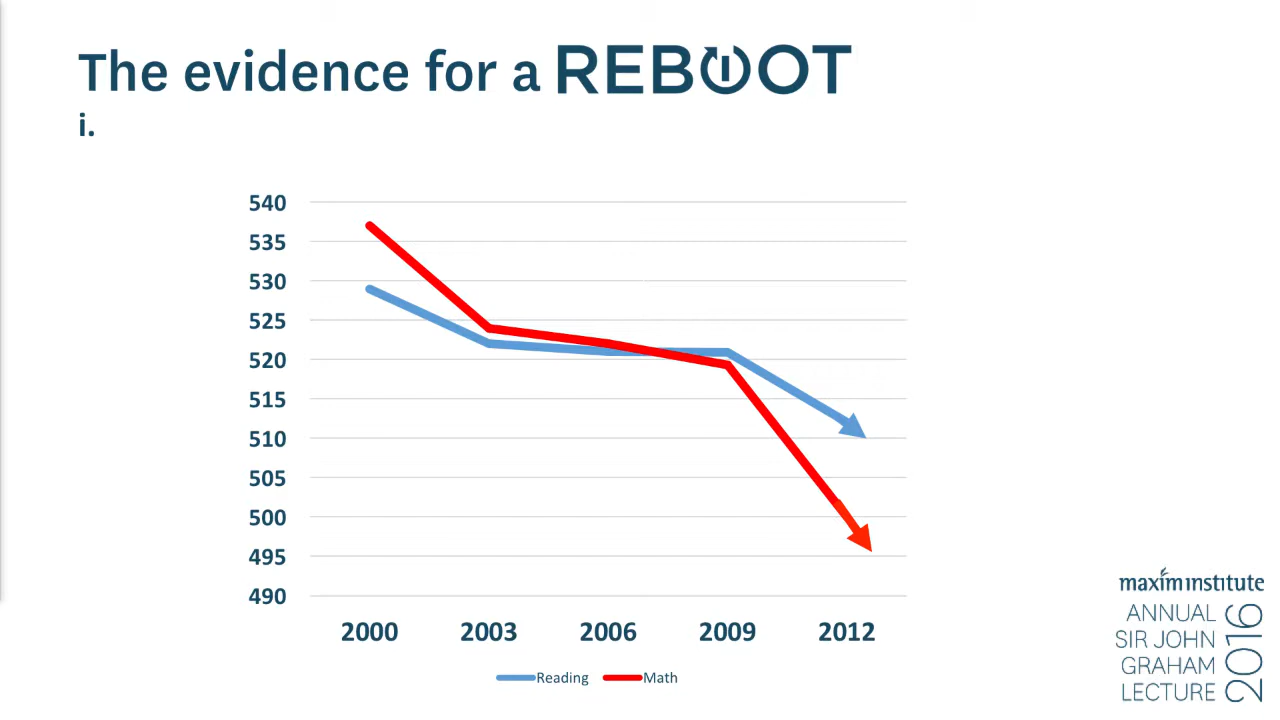 The evidence for a REBOOT
i.
540
535
530
525
520
515
510
505
500
495
490
2000 2003 2006 2009 2012
Reading Math
maxim institute
ANNUAL
SIR JOHN
GRAHAM
LECTURE
2016